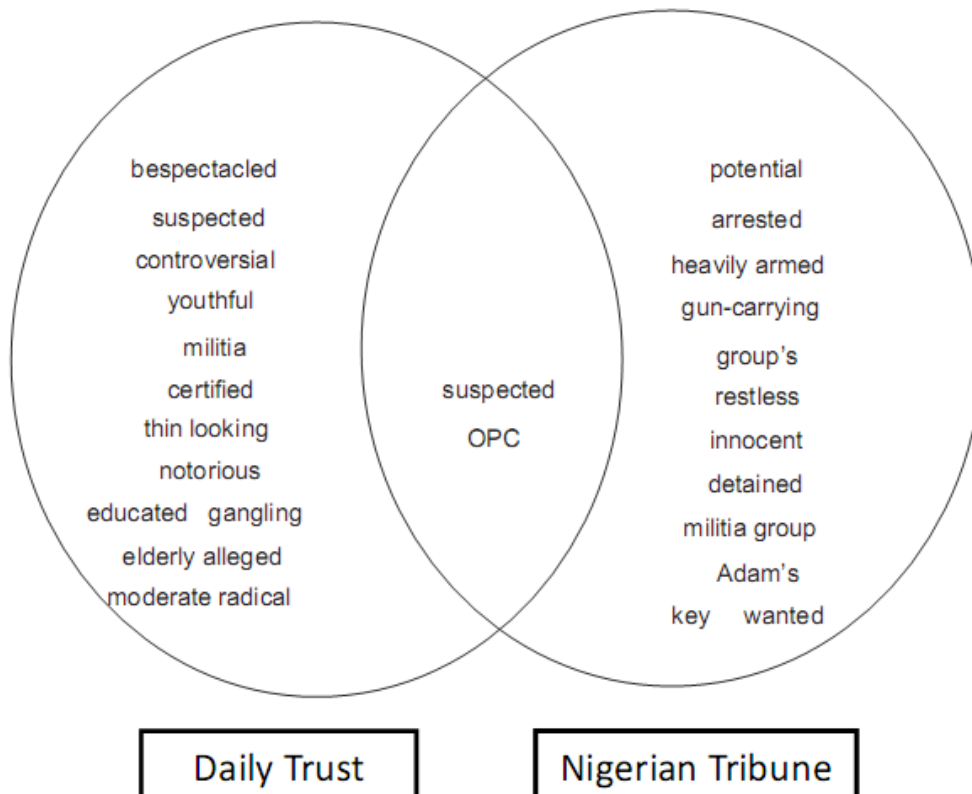 bespectacled
suspected
controversial
youthful
militia
certified
thin looking
notorious
educated gangling
elderly alleged
moderate radical
suspected
OPC
potential
arrested
heavily armed
gun-carrying
group's
restless
innocent
detained
militia group
Adam's
key wanted
Daily Trust
Nigerian Tribune